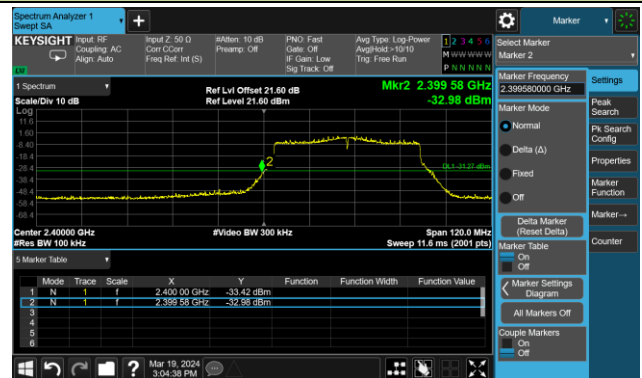 Spectrum Analyzer 1
Swept SA
Marker
KEYSIGHT
Input: RF
Coupling: AC
Align: Auto
Input Z: 50 Ω
Corr CCorr
Freq Ref: Int (S)
#Atten: 10 dB
Preamp: Off
PNO: Fast
Gate: Off
IF Gain: Low
Sig Track: Off
Avg Type: Log-Power
Avg|Hold:>10/10
Trig: Free Run
1 2 3 4 5 6
M W W W W W
P N N N N N
LW
1 Spectrum
Scale/Div 10 dB
Ref Lvl Offset 21.60 dB
Ref Level 21.60 dBm
Mkr2 2.399 58 GHz
-32.98 dBm
Log
11.6
1.60
-8.40
-18.4
-28.4
-38.4
-48.4
-58.4
-68.4
2
DL1 -31.27 dBm
Center 2.40000 GHz
#Res BW 100 kHz
#Video BW 300 kHz
Span 120.0 MHz
Sweep 11.6 ms (2001 pts)
5 Marker Table
Mode Trace Scale X Y Function Function Width Function Value
1 N 1 f 2.400 00 GHz -33.42 dBm
2 N 1 f 2.399 58 GHz -32.98 dBm
3
4
5
6
Mar 19, 2024
3:04:38 PM
Select Marker
Marker 2
Marker Frequency
2.399580000 GHz
Marker Mode
Normal
Delta (Δ)
Fixed
Off
Delta Marker
(Reset Delta)
Marker Table
On
Off
Marker Settings
Diagram
All Markers Off
Couple Markers
On
Off
Settings
Peak
Search
Pk Search
Config
Properties
Marker
Function
Marker→
Counter